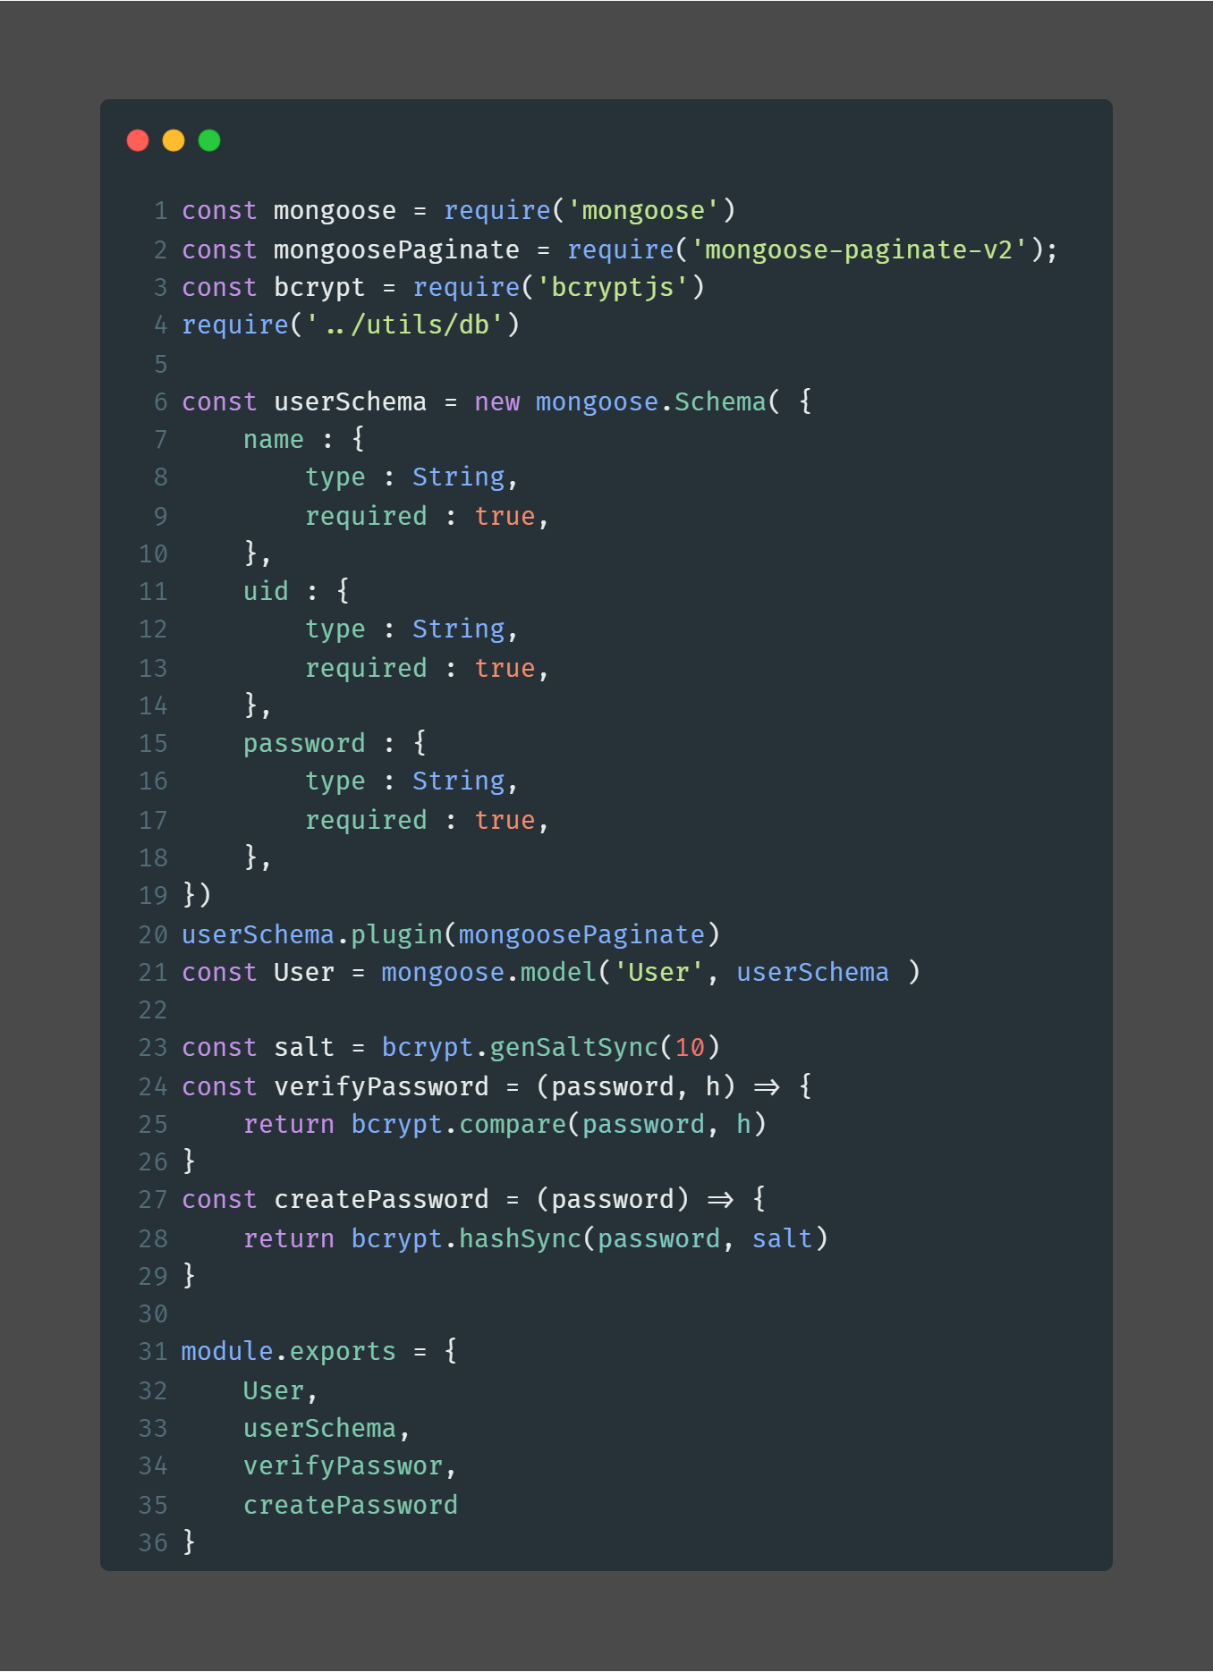 1 const mongoose = require('mongoose')
2 const mongoosePaginate = require('mongoose-paginate-v2');
3 const bcrypt = require('bcryptjs')
4 require('../utils/db')
5
6 const userSchema = new mongoose.Schema( {
7     name : {
8         type : String,
9         required : true,
10     },
11     uid : {
12         type : String,
13         required : true,
14     },
15     password : {
16         type : String,
17         required : true,
18     },
19 })
20 userSchema.plugin(mongoosePaginate)
21 const User = mongoose.model('User', userSchema )
22
23 const salt = bcrypt.genSaltSync(10)
24 const verifyPassword = (password, h) => {
25     return bcrypt.compare(password, h)
26 }
27 const createPassword = (password) => {
28     return bcrypt.hashSync(password, salt)
29 }
30
31 module.exports = {
32     User,
33     userSchema,
34     verifyPasswor,
35     createPassword
36 }